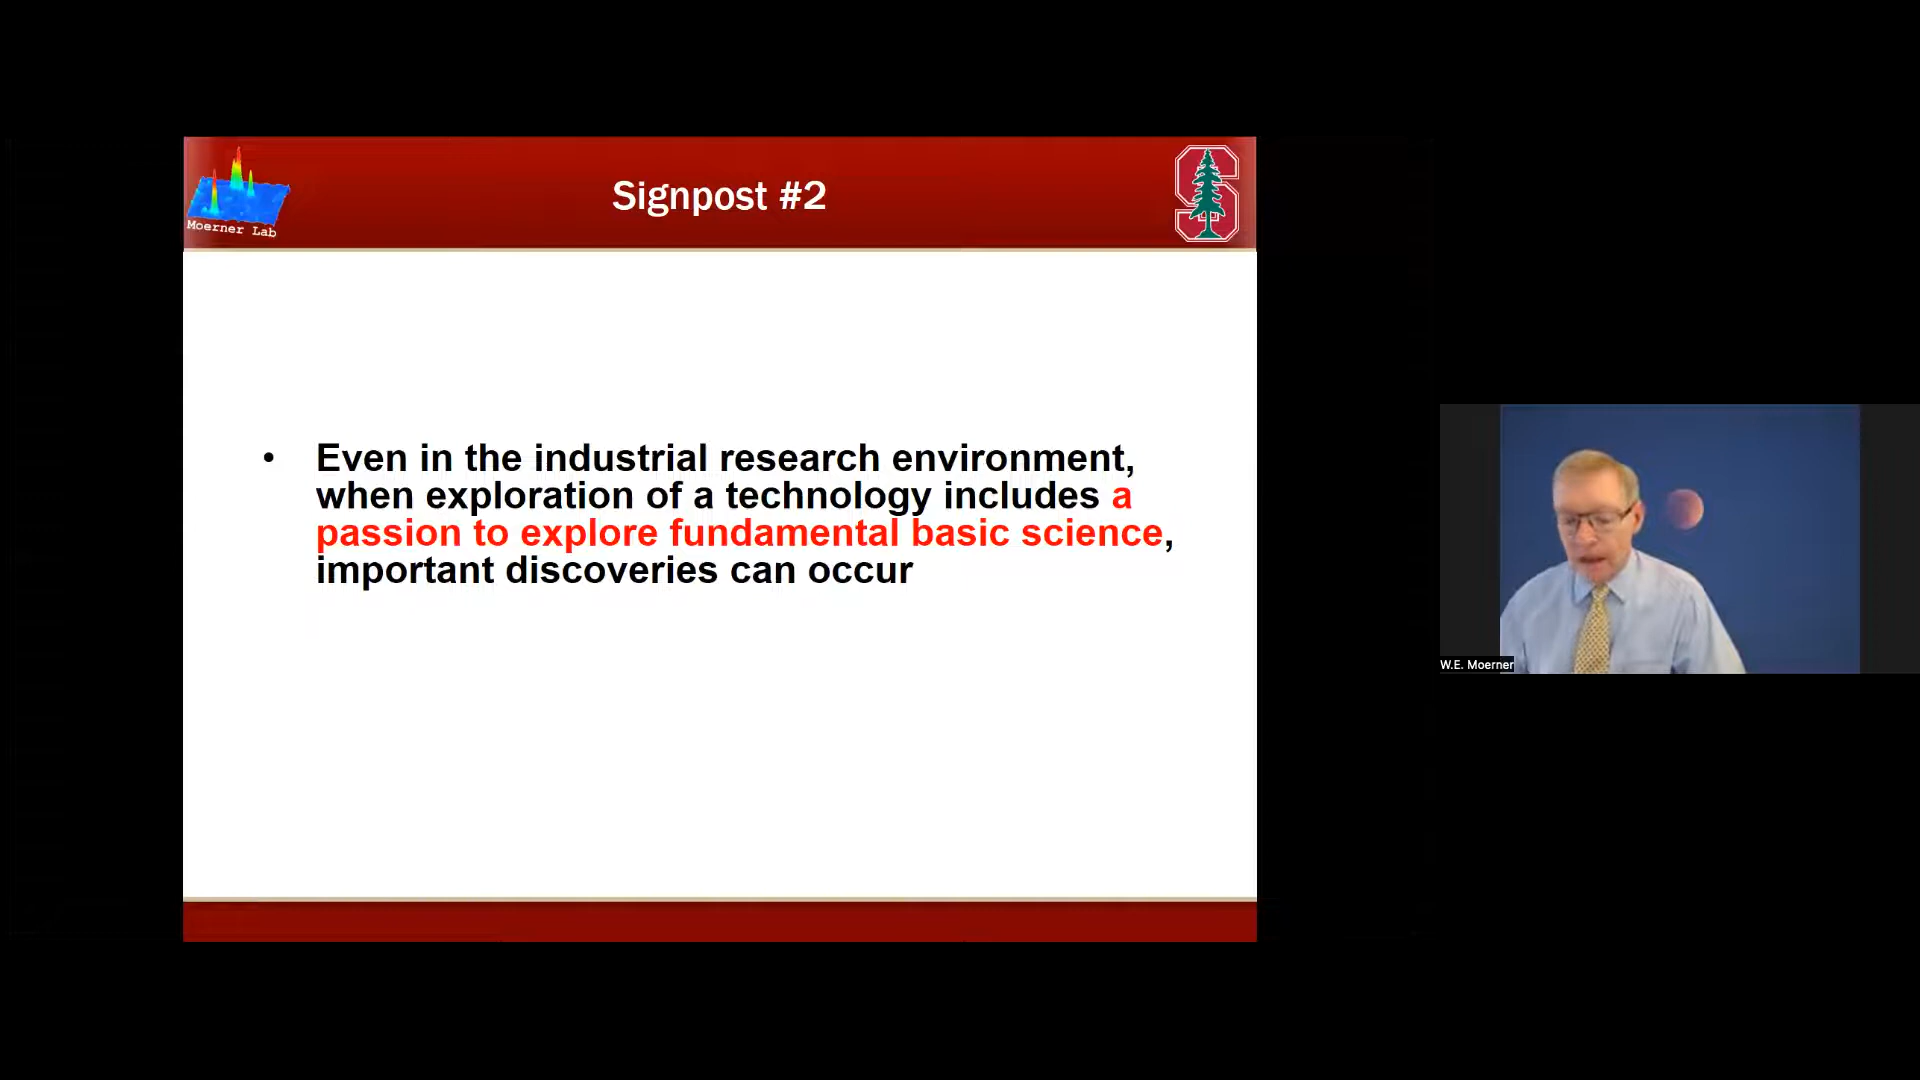 Signpost #2
Moerner Lab
• Even in the industrial research environment,
when exploration of a technology includes a
passion to explore fundamental basic science,
important discoveries can occur
W.E. Moerner